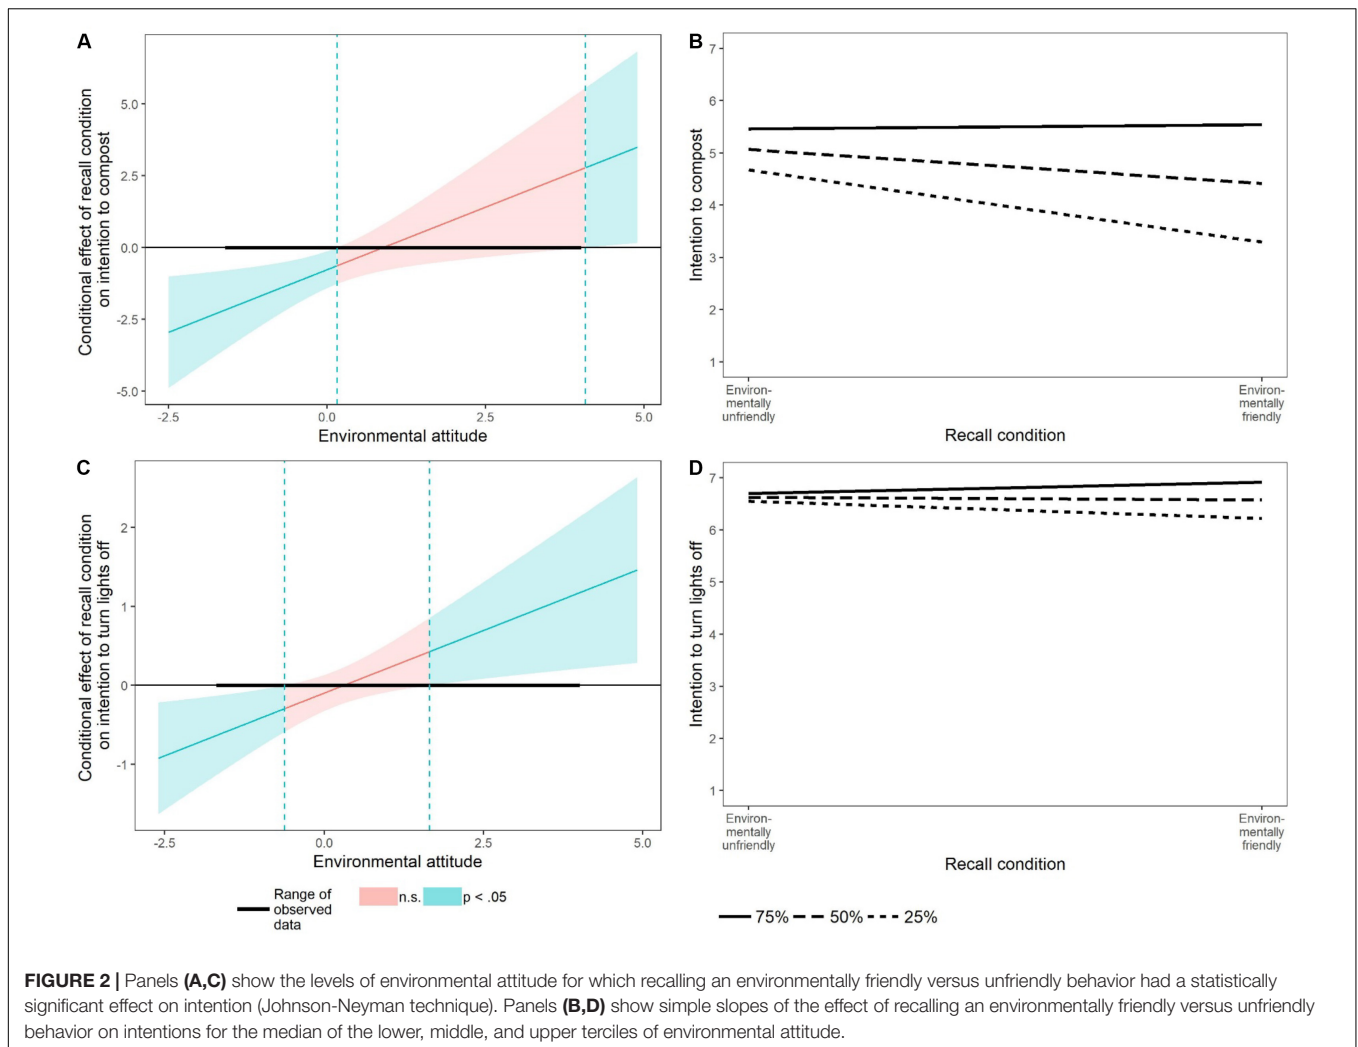 A
Conditional effect of recall condition
on intention to compost
5.0
2.5
0.0
-2.5
-5.0
-2.5 0.0 2.5 5.0
Environmental attitude
B
Intention to compost
7
6
5
4
3
2
1
Environ-
mentally
unfriendly
Environ-
mentally
friendly
Recall condition
C
Conditional effect of recall condition
on intention to turn lights off
2
1
0
-1
-2.5 0.0 2.5 5.0
Environmental attitude
Range of
observed
data
n.s. p < .05
D
Intention to turn lights off
7
6
5
4
3
2
1
Environ-
mentally
unfriendly
Environ-
mentally
friendly
Recall condition
75% 50% 25%
FIGURE 2 | Panels (A,C) show the levels of environmental attitude for which recalling an environmentally friendly versus unfriendly behavior had a statistically
significant effect on intention (Johnson-Neyman technique). Panels (B,D) show simple slopes of the effect of recalling an environmentally friendly versus unfriendly
behavior on intentions for the median of the lower, middle, and upper terciles of environmental attitude.